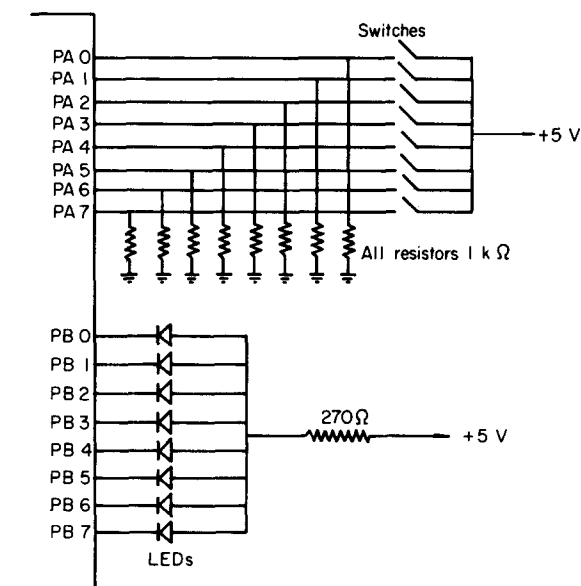 Switches
PA 0
PA 1
PA 2
PA 3
PA 4
PA 5
PA 6
PA 7
+5 V
All resistors 1 k Ω
PB 0
PB 1
PB 2
PB 3
PB 4
PB 5
PB 6
PB 7
270Ω
+5 V
LEDs